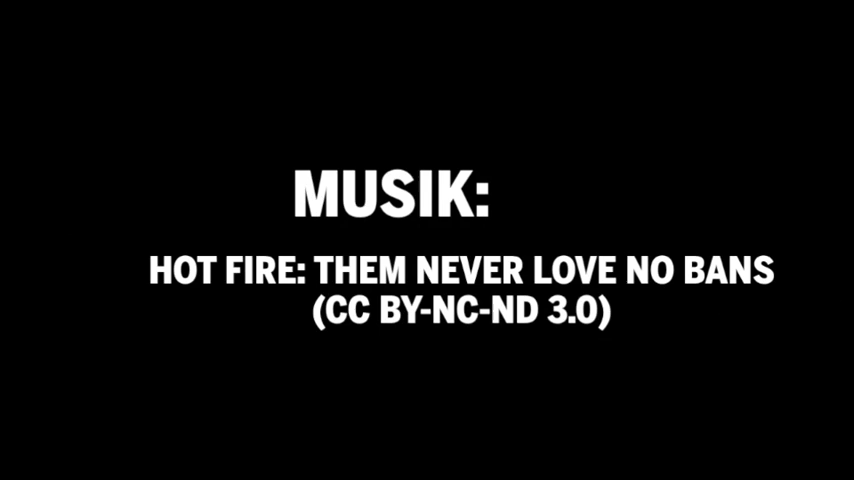 MUSIK:
HOT FIRE: THEM NEVER LOVE NO BANS
(CC BY-NC-ND 3.0)